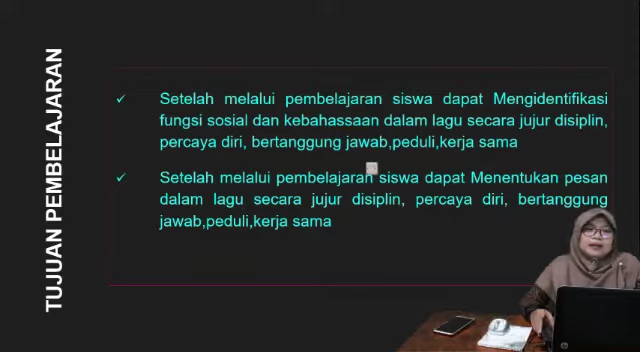 TUJUAN PEMBELAJARAN
Setelah melalui pembelajaran siswa dapat Mengidentifikasi
fungsi sosial dan kebahassaan dalam lagu secara jujur disiplin,
percaya diri, bertanggung jawab,peduli,kerja sama
Setelah melalui pembelajaran siswa dapat Menentukan pesan
dalam lagu secara jujur disiplin, percaya diri, bertanggung
jawab,peduli,kerja sama